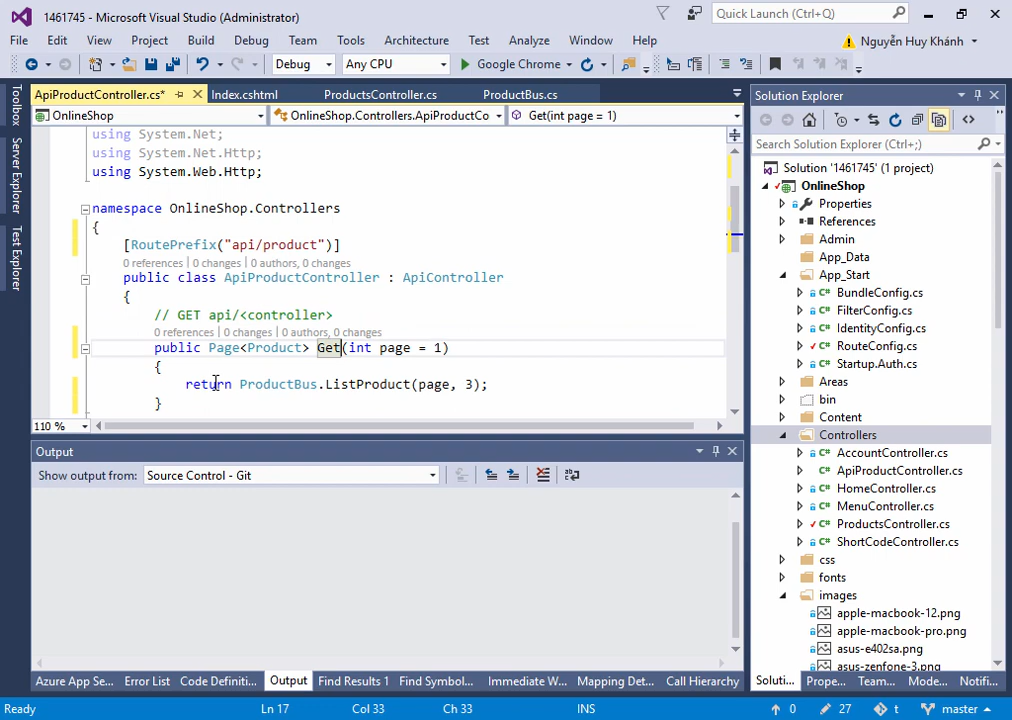 1461745 - Microsoft Visual Studio (Administrator)
Quick Launch (Ctrl+Q)
File Edit View Project Build Debug Team Tools Architecture Test Analyze Window Help
Nguyễn Huy Khánh
Debug Any CPU Google Chrome
Toolbox
Server Explorer
Test Explorer
ApiProductController.cs* Index.cshtml ProductsController.cs ProductBus.cs
OnlineShop OnlineShop.Controllers.ApiProductCo Get(int page = 1)
using System.Net;
using System.Net.Http;
using System.Web.Http;
namespace OnlineShop.Controllers
{
[RoutePrefix("api/product")]
0 references | 0 changes | 0 authors, 0 changes
public class ApiProductController : ApiController
{
// GET api/<controller>
0 references | 0 changes | 0 authors, 0 changes
public Page<Product> Get(int page = 1)
{
return ProductBus.ListProduct(page, 3);
}
110 %
Output
Show output from: Source Control - Git
Azure App Se... Error List Code Definiti... Output Find Results 1 Find Symbol... Immediate W... Mapping Det... Call Hierarchy
Solution Explorer
Search Solution Explorer (Ctrl+;)
Solution '1461745' (1 project)
OnlineShop
Properties
References
Admin
App_Data
App_Start
BundleConfig.cs
FilterConfig.cs
IdentityConfig.cs
RouteConfig.cs
Startup.Auth.cs
Areas
bin
Content
Controllers
AccountController.cs
ApiProductController.cs
HomeController.cs
MenuController.cs
ProductsController.cs
ShortCodeController.cs
css
fonts
images
apple-macbook-12.png
apple-macbook-pro.png
asus-e402sa.png
asus-zenfone-3.png
Soluti... Prope... Team... Mode... Notifi...
Ready Ln 17 Col 33 Ch 33 INS 0 27 t master